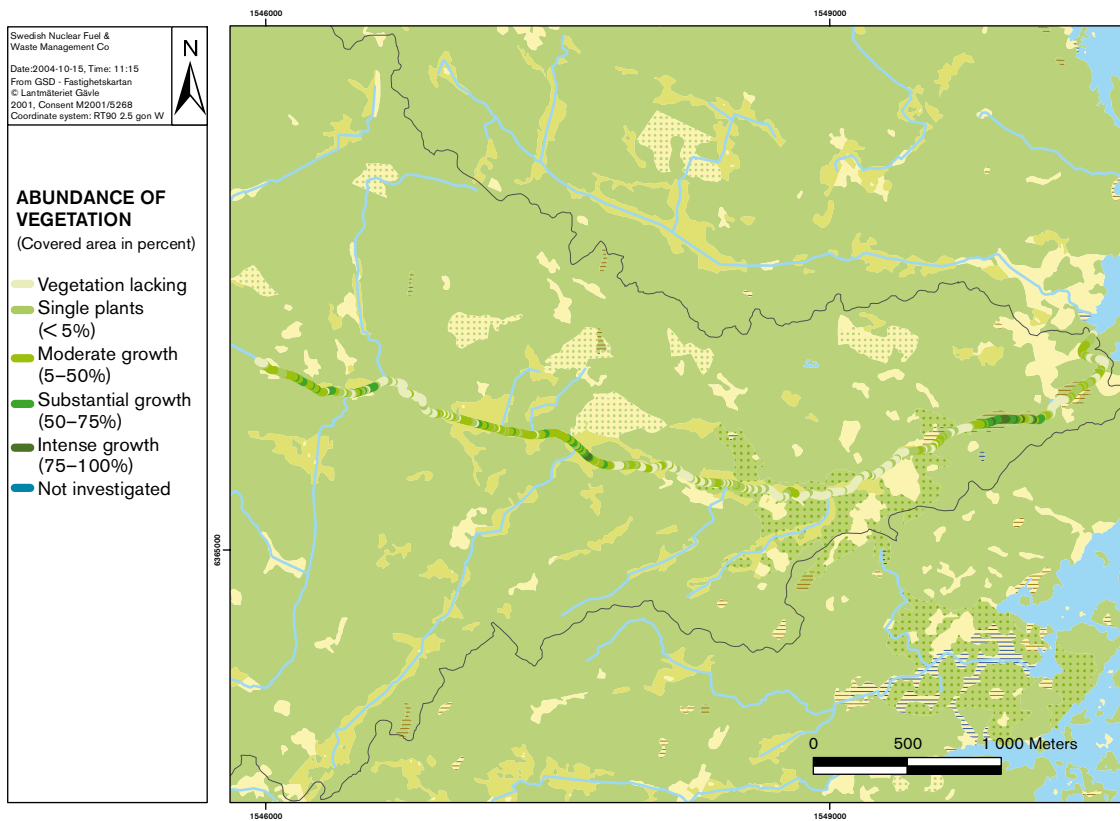 1546000
1549000
Swedish Nuclear Fuel &
Waste Management Co
Date:2004-10-15, Time: 11:15
From GSD - Fastighetskartan
© Lantmäteriet Gävle
2001, Consent M2001/5268
Coordinate system: RT90 2.5 gon W
N
ABUNDANCE OF
VEGETATION
(Covered area in percent)
Vegetation lacking
Single plants
(< 5%)
Moderate growth
(5–50%)
Substantial growth
(50–75%)
Intense growth
(75–100%)
Not investigated
6365000
0 500 1 000 Meters
1546000
1549000